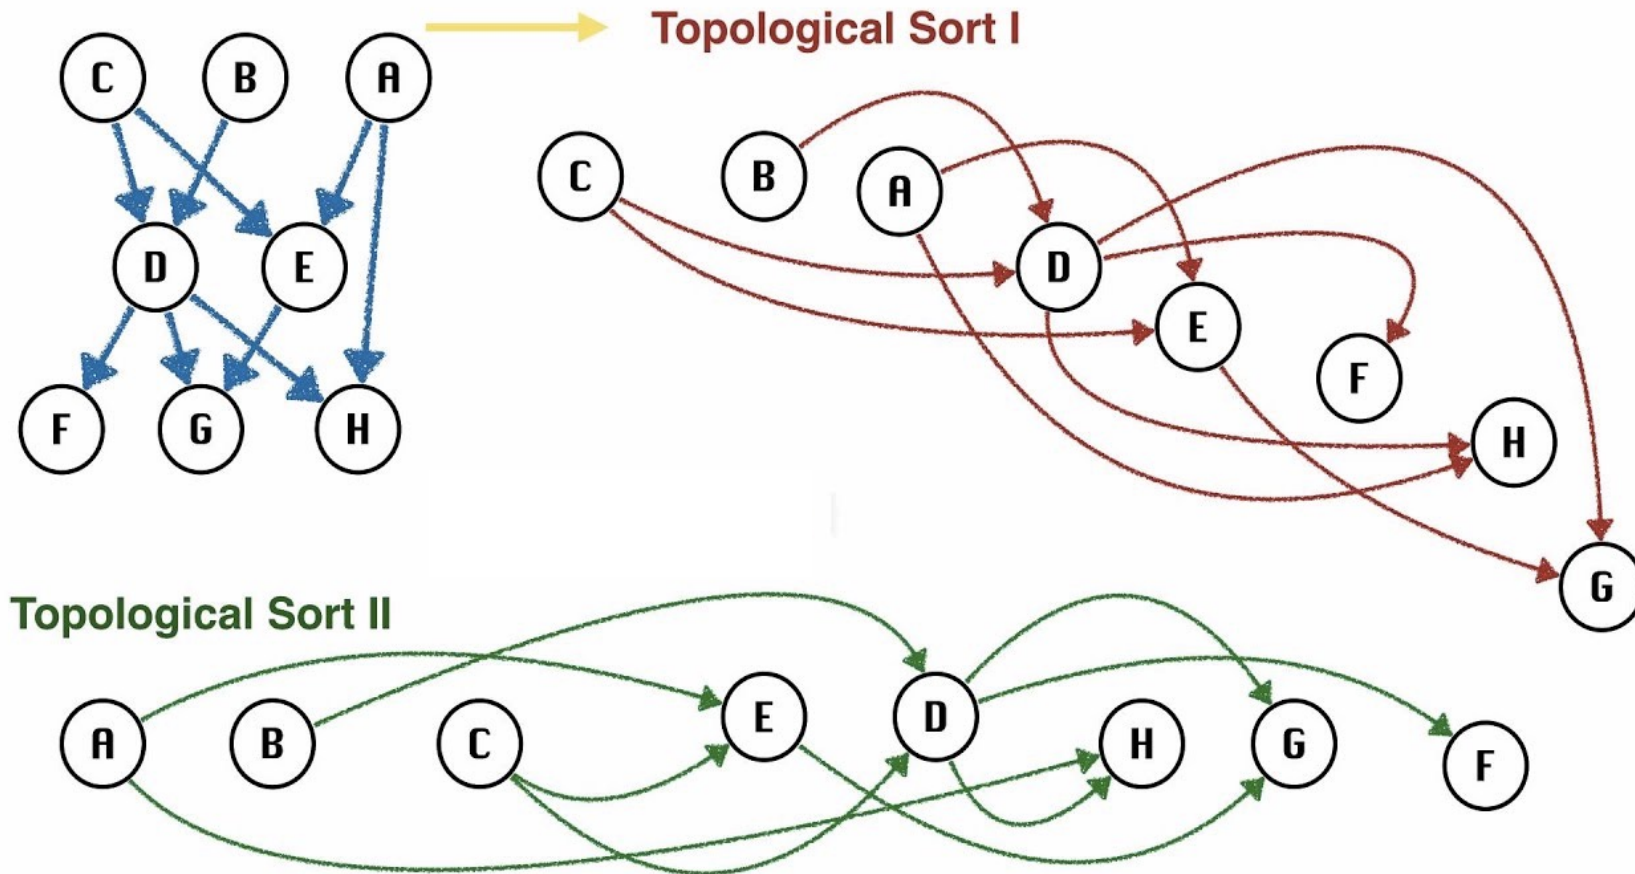 Topological Sort I
C B A
D E
F G H
C B A
D
E
F
H
G
Topological Sort II
A B C E D H G F